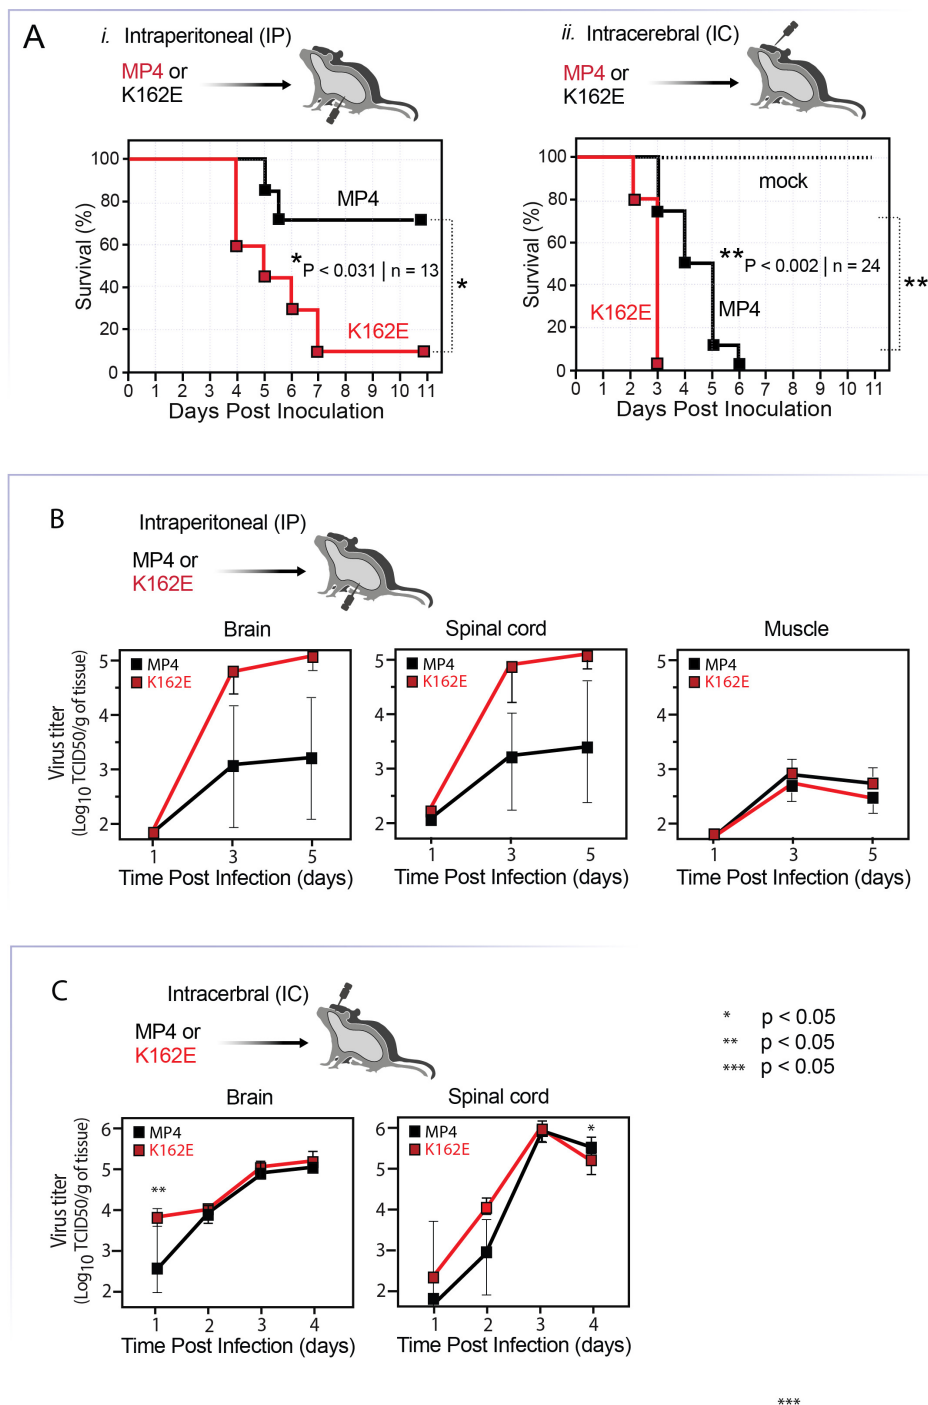 A
i. Intraperitoneal (IP)
MP4 or
K162E
ii. Intracerebral (IC)
MP4 or
K162E
Survival (%)
100
80
60
40
20
0
MP4
*P < 0.031 | n = 13
*
K162E
0 1 2 3 4 5 6 7 8 9 10 11
Days Post Inoculation
Survival (%)
100
80
60
40
20
0
mock
**P < 0.002 | n = 24
**
K162E
MP4
0 1 2 3 4 5 6 7 8 9 10 11
Days Post Inoculation
B
Intraperitoneal (IP)
MP4 or
K162E
Brain
Virus titer
(Log10 TCID50/g of tissue)
5
4
3
2
MP4
K162E
1 3 5
Time Post Infection (days)
Spinal cord
5
4
3
2
MP4
K162E
1 3 5
Time Post Infection (days)
Muscle
5
4
3
2
MP4
K162E
1 3 5
Time Post Infection (days)
C
Intracerbral (IC)
MP4 or
K162E
* p < 0.05
** p < 0.05
*** p < 0.05
Brain
Virus titer
(Log10 TCID50/g of tissue)
6
5
4
3
2
MP4
K162E
**
1 2 3 4
Time Post Infection (days)
Spinal cord
6
5
4
3
2
MP4
K162E
*
1 2 3 4
Time Post Infection (days)
***